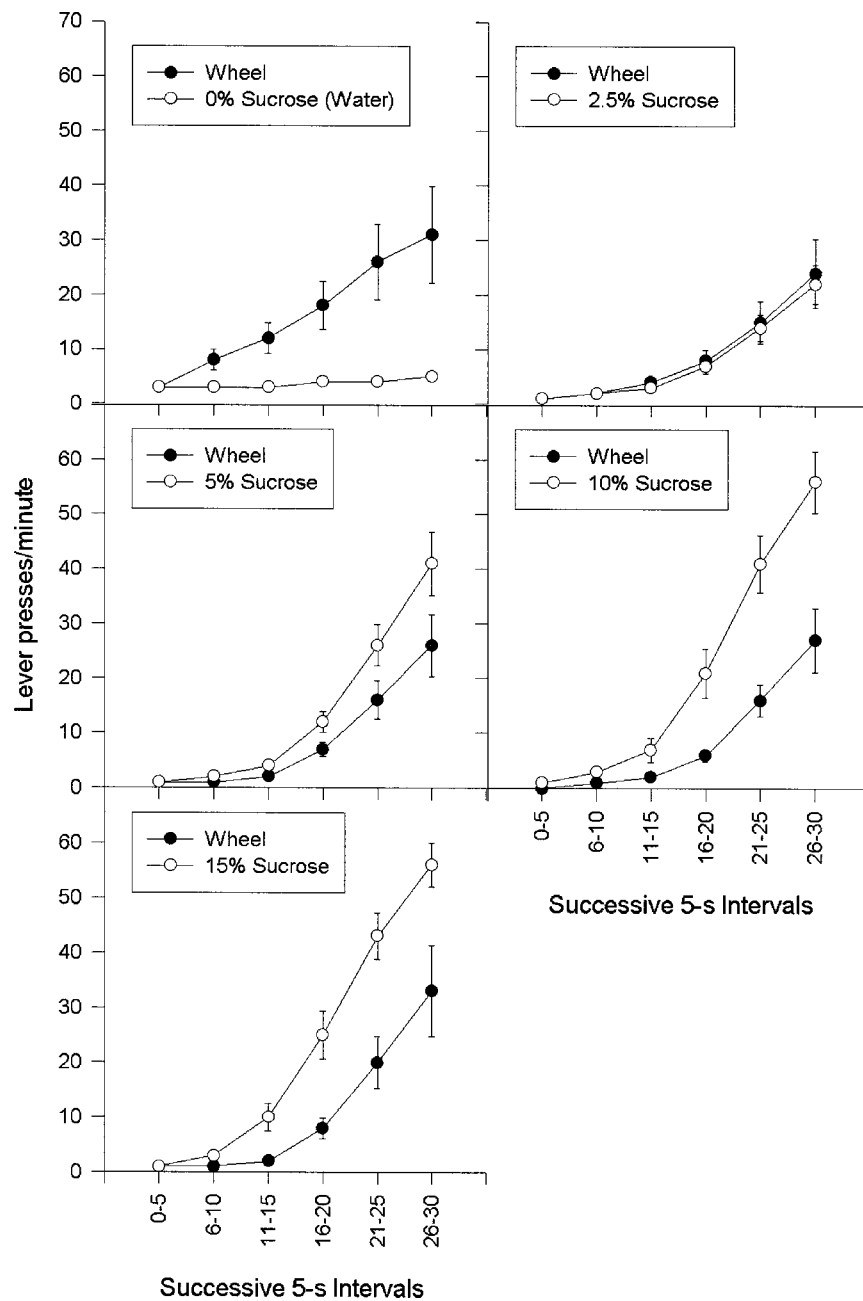 70
60
50
40
30
20
10
0
Wheel
0% Sucrose (Water)
Wheel
2.5% Sucrose
60
50
40
30
20
10
0
Wheel
5% Sucrose
Wheel
10% Sucrose
Lever presses/minute
0-5
6-10
11-15
16-20
21-25
26-30
Successive 5-s Intervals
60
50
40
30
20
10
0
Wheel
15% Sucrose
0-5
6-10
11-15
16-20
21-25
26-30
Successive 5-s Intervals